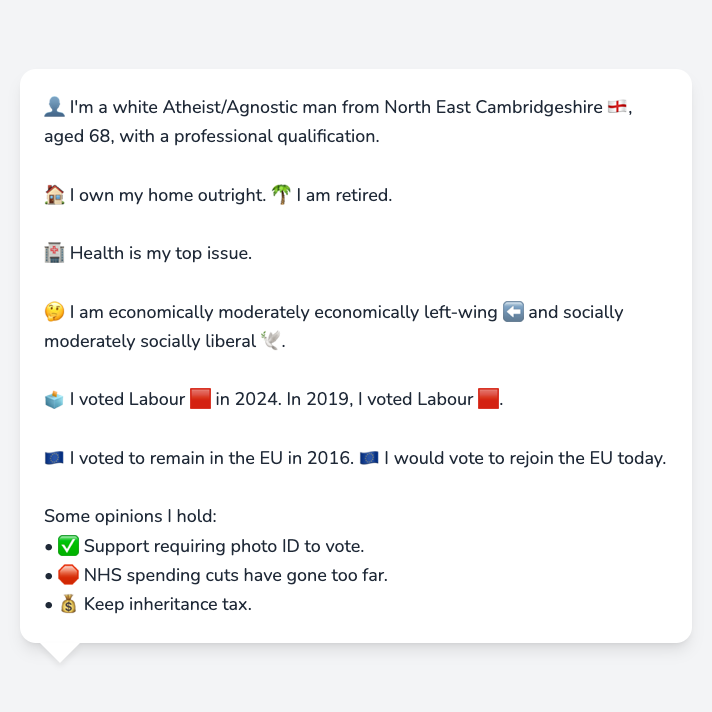 👤 I'm a white Atheist/Agnostic man from North East Cambridgeshire 🏴󠁧󠁢󠁥󠁮󠁧󠁿,
aged 68, with a professional qualification.
🏠 I own my home outright. 🌴 I am retired.
🏥 Health is my top issue.
🤔 I am economically moderately economically left-wing ⬅️ and socially
moderately socially liberal 🕊️.
🗳️ I voted Labour 🟥 in 2024. In 2019, I voted Labour 🟥.
🇪🇺 I voted to remain in the EU in 2016. 🇪🇺 I would vote to rejoin the EU today.
Some opinions I hold:
• ✅ Support requiring photo ID to vote.
• 🛑 NHS spending cuts have gone too far.
• 💰 Keep inheritance tax.